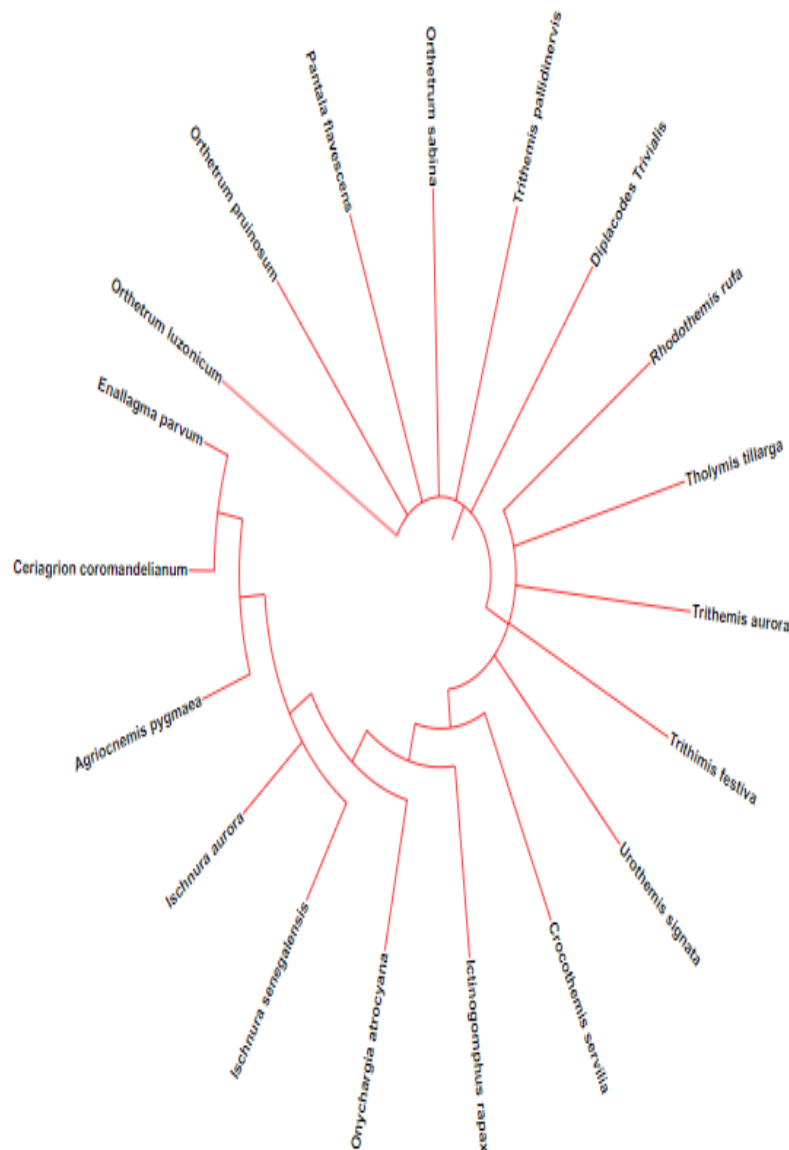 Orthetrum sabina
Trithemis pallidinervis
Diplacodes Trivialis
Rhodothemis rufa
Tholymis tillarga
Trithemis aurora
Trithimis festiva
Urothemis signata
Crocothemis servilia
Ictinogomphus rapax
Onychargia atrocyana
Ischnura senegalensis
Ischnura aurora
Agriocnemis pygmaea
Ceriagrion coromandelianum
Enallagma parvum
Orthetrum luzonicum
Orthetrum pruinosum
Pantala flavescens